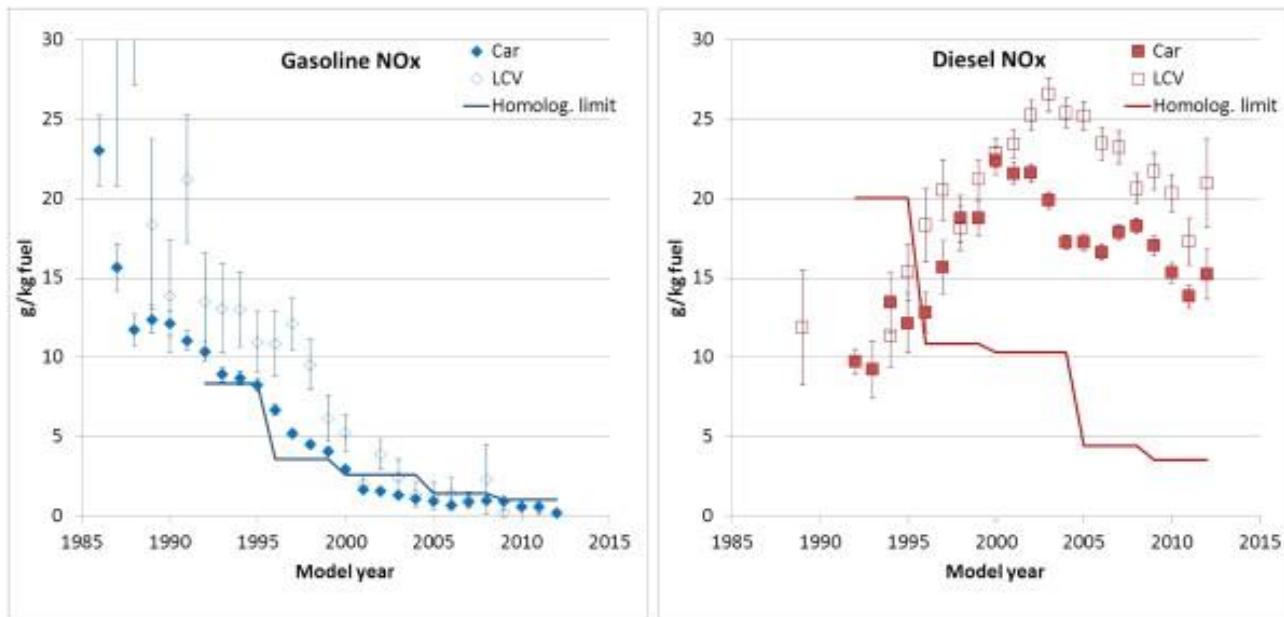 Gasoline NOx
Car
LCV
Homolog. limit
g/kg fuel
30
25
20
15
10
5
0
1985 1990 1995 2000 2005 2010 2015
Model year
Diesel NOx
Car
LCV
Homolog. limit
g/kg fuel
30
25
20
15
10
5
0
1985 1990 1995 2000 2005 2010 2015
Model year